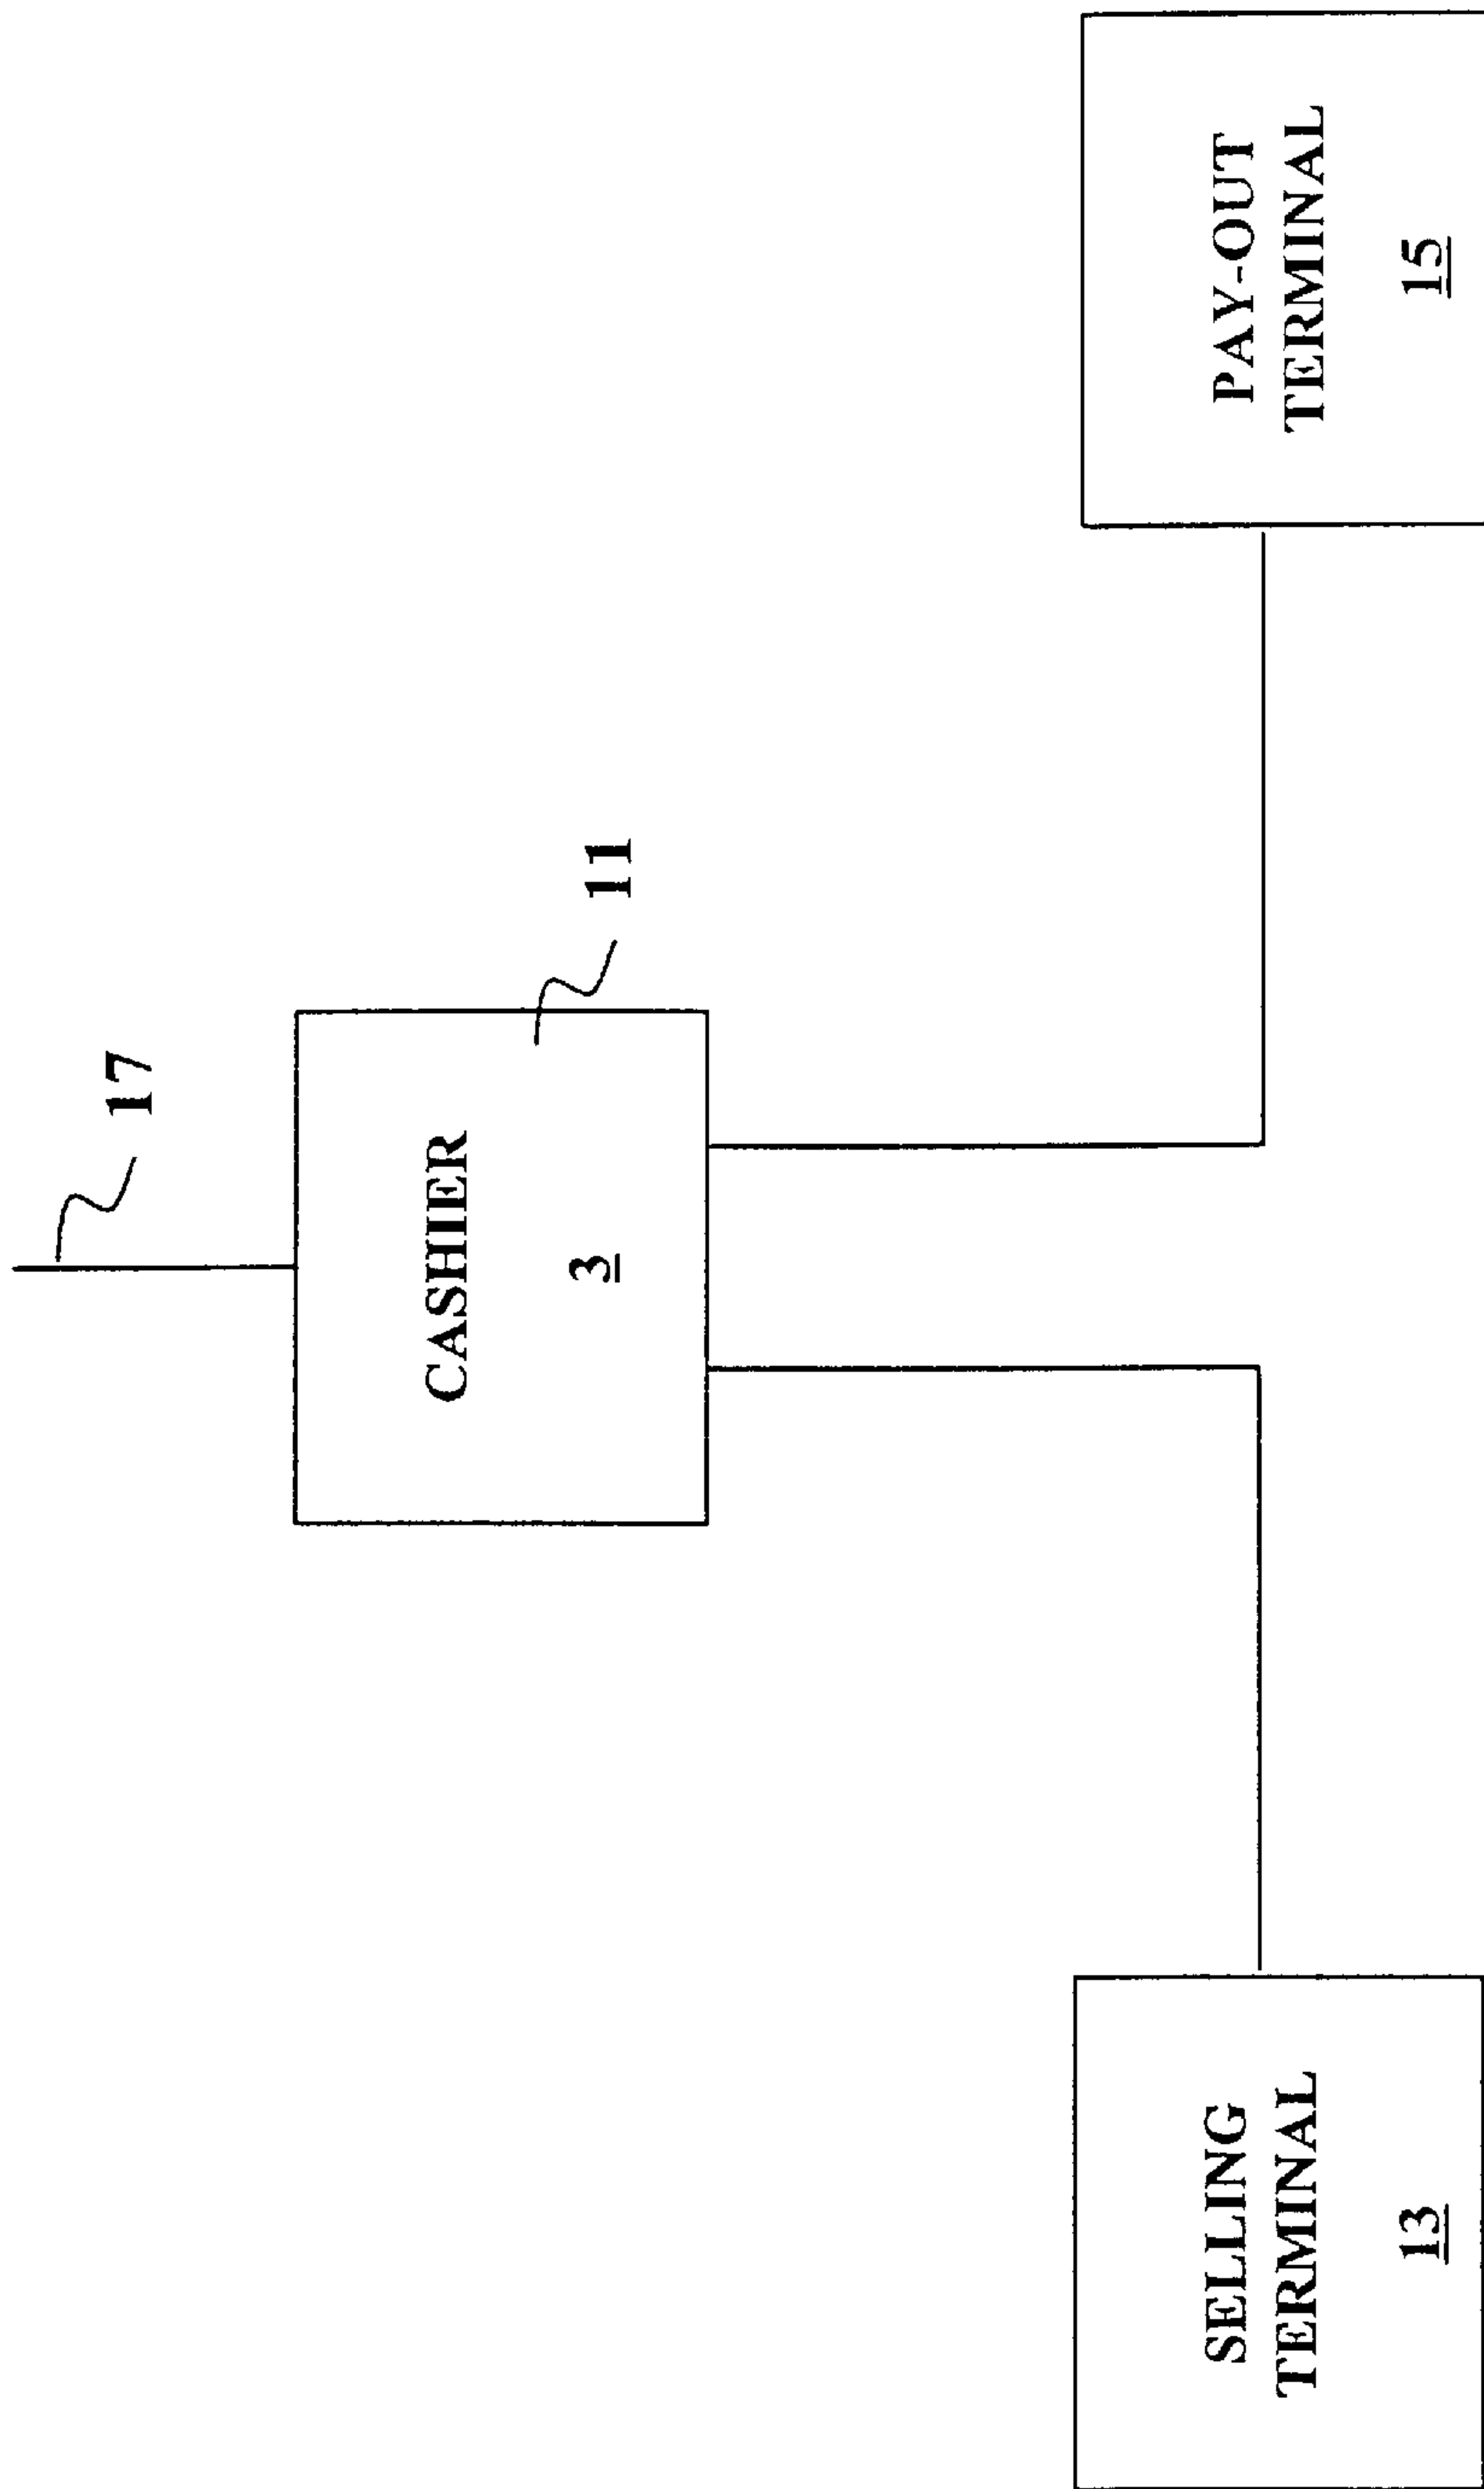 17
11
CASHIER
3
SELLING
TERMINAL
13
PAY-OUT
TERMINAL
15